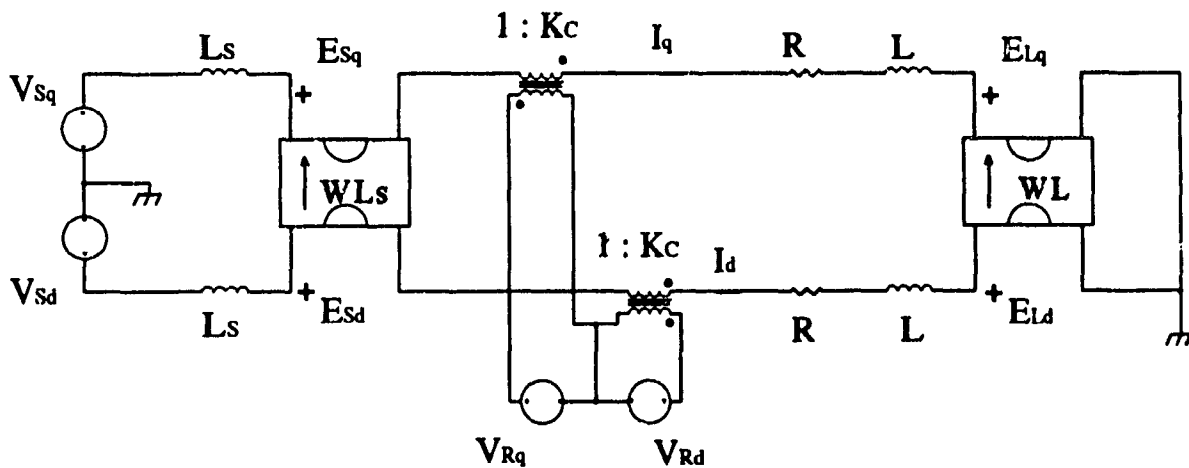 1 : Kc
Ls ESq Iq R L ELq
VSq + +
WLs WL
1 : Kc
Id
VSd + ESd + ELd
Ls R L
VRq VRd